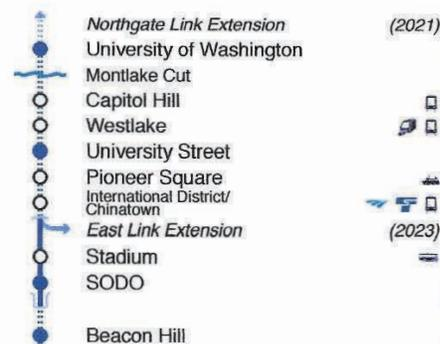 Northgate Link Extension (2021)
University of Washington
Montlake Cut
Capitol Hill
Westlake
University Street
Pioneer Square
International District/
Chinatown
East Link Extension (2023)
Stadium
SODO
Beacon Hill